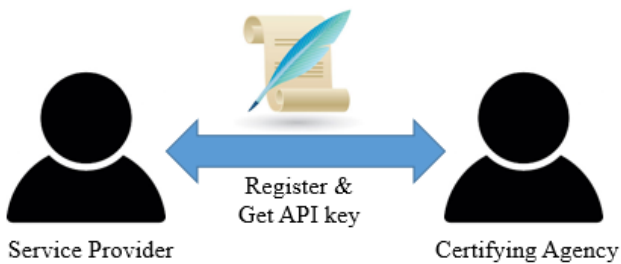 Register &
Get API key
Service Provider
Certifying Agency